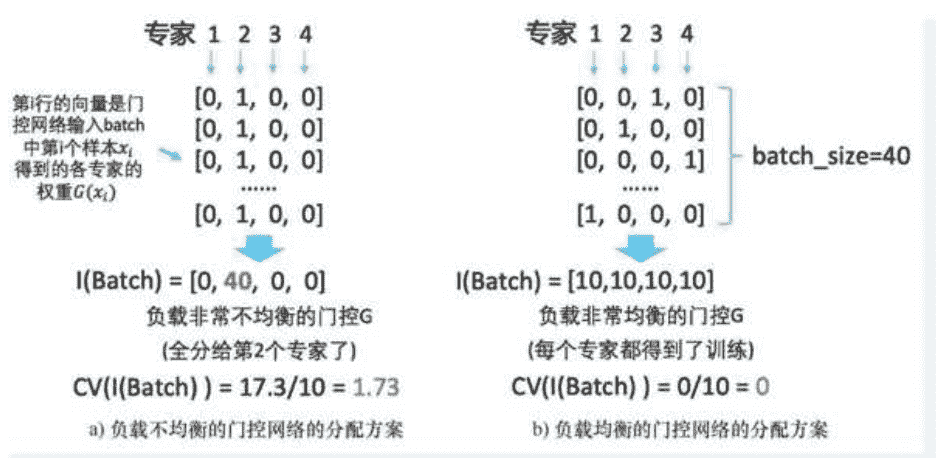 专家 1 2 3 4
第i行的向量是门
控网络输入batch
中第i个样本xᵢ
得到的各专家的
权重G(xᵢ)
[0, 1, 0, 0]
[0, 1, 0, 0]
[0, 1, 0, 0]
……
[0, 1, 0, 0]
I(Batch) = [0, 40, 0, 0]
负载非常不均衡的门控G
(全分给第2个专家了)
CV(I(Batch) ) = 17.3/10 = 1.73
a) 负载不均衡的门控网络的分配方案
专家 1 2 3 4
[0, 0, 1, 0]
[0, 1, 0, 0]
[0, 0, 0, 1]
……
[1, 0, 0, 0]
batch_size=40
I(Batch) = [10,10,10,10]
负载非常均衡的门控G
(每个专家都得到了训练)
CV(I(Batch) ) = 0/10 = 0
b) 负载均衡的门控网络的分配方案